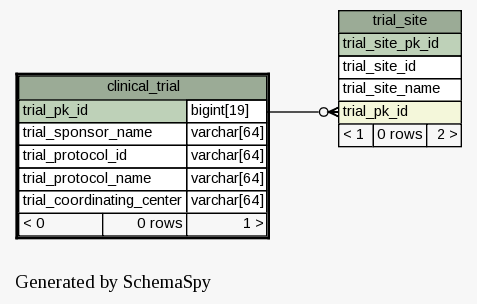 trial_site
trial_site_pk_id
trial_site_id
trial_site_name
trial_pk_id
< 1 0 rows 2 >
clinical_trial
trial_pk_id bigint[19]
trial_sponsor_name varchar[64]
trial_protocol_id varchar[64]
trial_protocol_name varchar[64]
trial_coordinating_center varchar[64]
< 0 0 rows 1 >
Generated by SchemaSpy